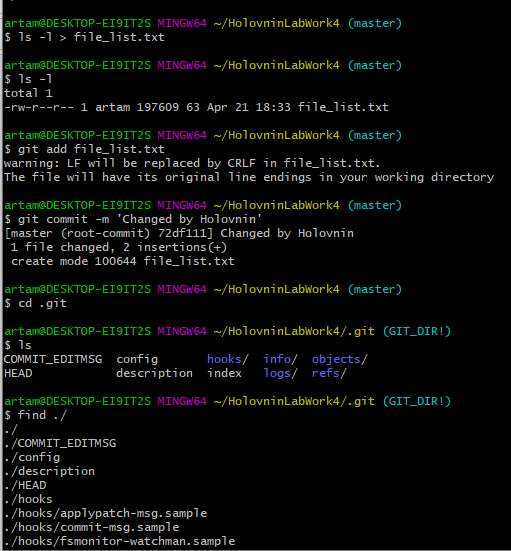 artam@DESKTOP-EI9IT2S MINGW64 ~/HolovninLabWork4 (master)
$ ls -l > file_list.txt
artam@DESKTOP-EI9IT2S MINGW64 ~/HolovninLabWork4 (master)
$ ls -l
total 1
-rw-r--r-- 1 artam 197609 63 Apr 21 18:33 file_list.txt
artam@DESKTOP-EI9IT2S MINGW64 ~/HolovninLabWork4 (master)
$ git add file_list.txt
warning: LF will be replaced by CRLF in file_list.txt.
The file will have its original line endings in your working directory
artam@DESKTOP-EI9IT2S MINGW64 ~/HolovninLabWork4 (master)
$ git commit -m 'Changed by Holovnin'
[master (root-commit) 72df111] Changed by Holovnin
 1 file changed, 2 insertions(+)
 create mode 100644 file_list.txt
artam@DESKTOP-EI9IT2S MINGW64 ~/HolovninLabWork4 (master)
$ cd .git
artam@DESKTOP-EI9IT2S MINGW64 ~/HolovninLabWork4/.git (GIT_DIR!)
$ ls
COMMIT_EDITMSG  config       hooks/  info/  objects/
HEAD            description  index   logs/  refs/
artam@DESKTOP-EI9IT2S MINGW64 ~/HolovninLabWork4/.git (GIT_DIR!)
$ find ./
./
./COMMIT_EDITMSG
./config
./description
./HEAD
./hooks
./hooks/applypatch-msg.sample
./hooks/commit-msg.sample
./hooks/fsmonitor-watchman.sample